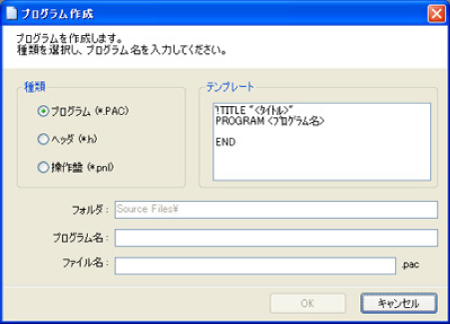 プログラム作成
プログラムを作成します。
種類を選択し、プログラム名を入力してください。
種類
プログラム (*.PAC)
ヘッダ (*.h)
操作盤 (*.pnl)
テンプレート
'!TITLE "<タイトル>"
PROGRAM <プログラム名>
END
フォルダ :
Source Files¥
プログラム名 :
ファイル名 :
.pac
OK
キャンセル